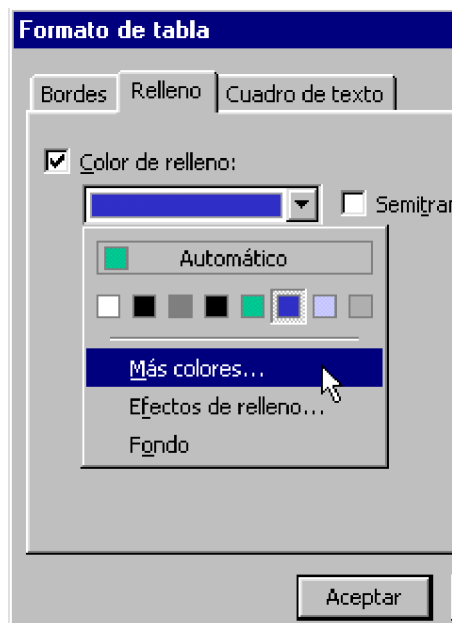 Formato de tabla
Bordes Relleno Cuadro de texto
Color de relleno:
Semitrar
Automático
Más colores...
Efectos de relleno...
Fondo
Aceptar